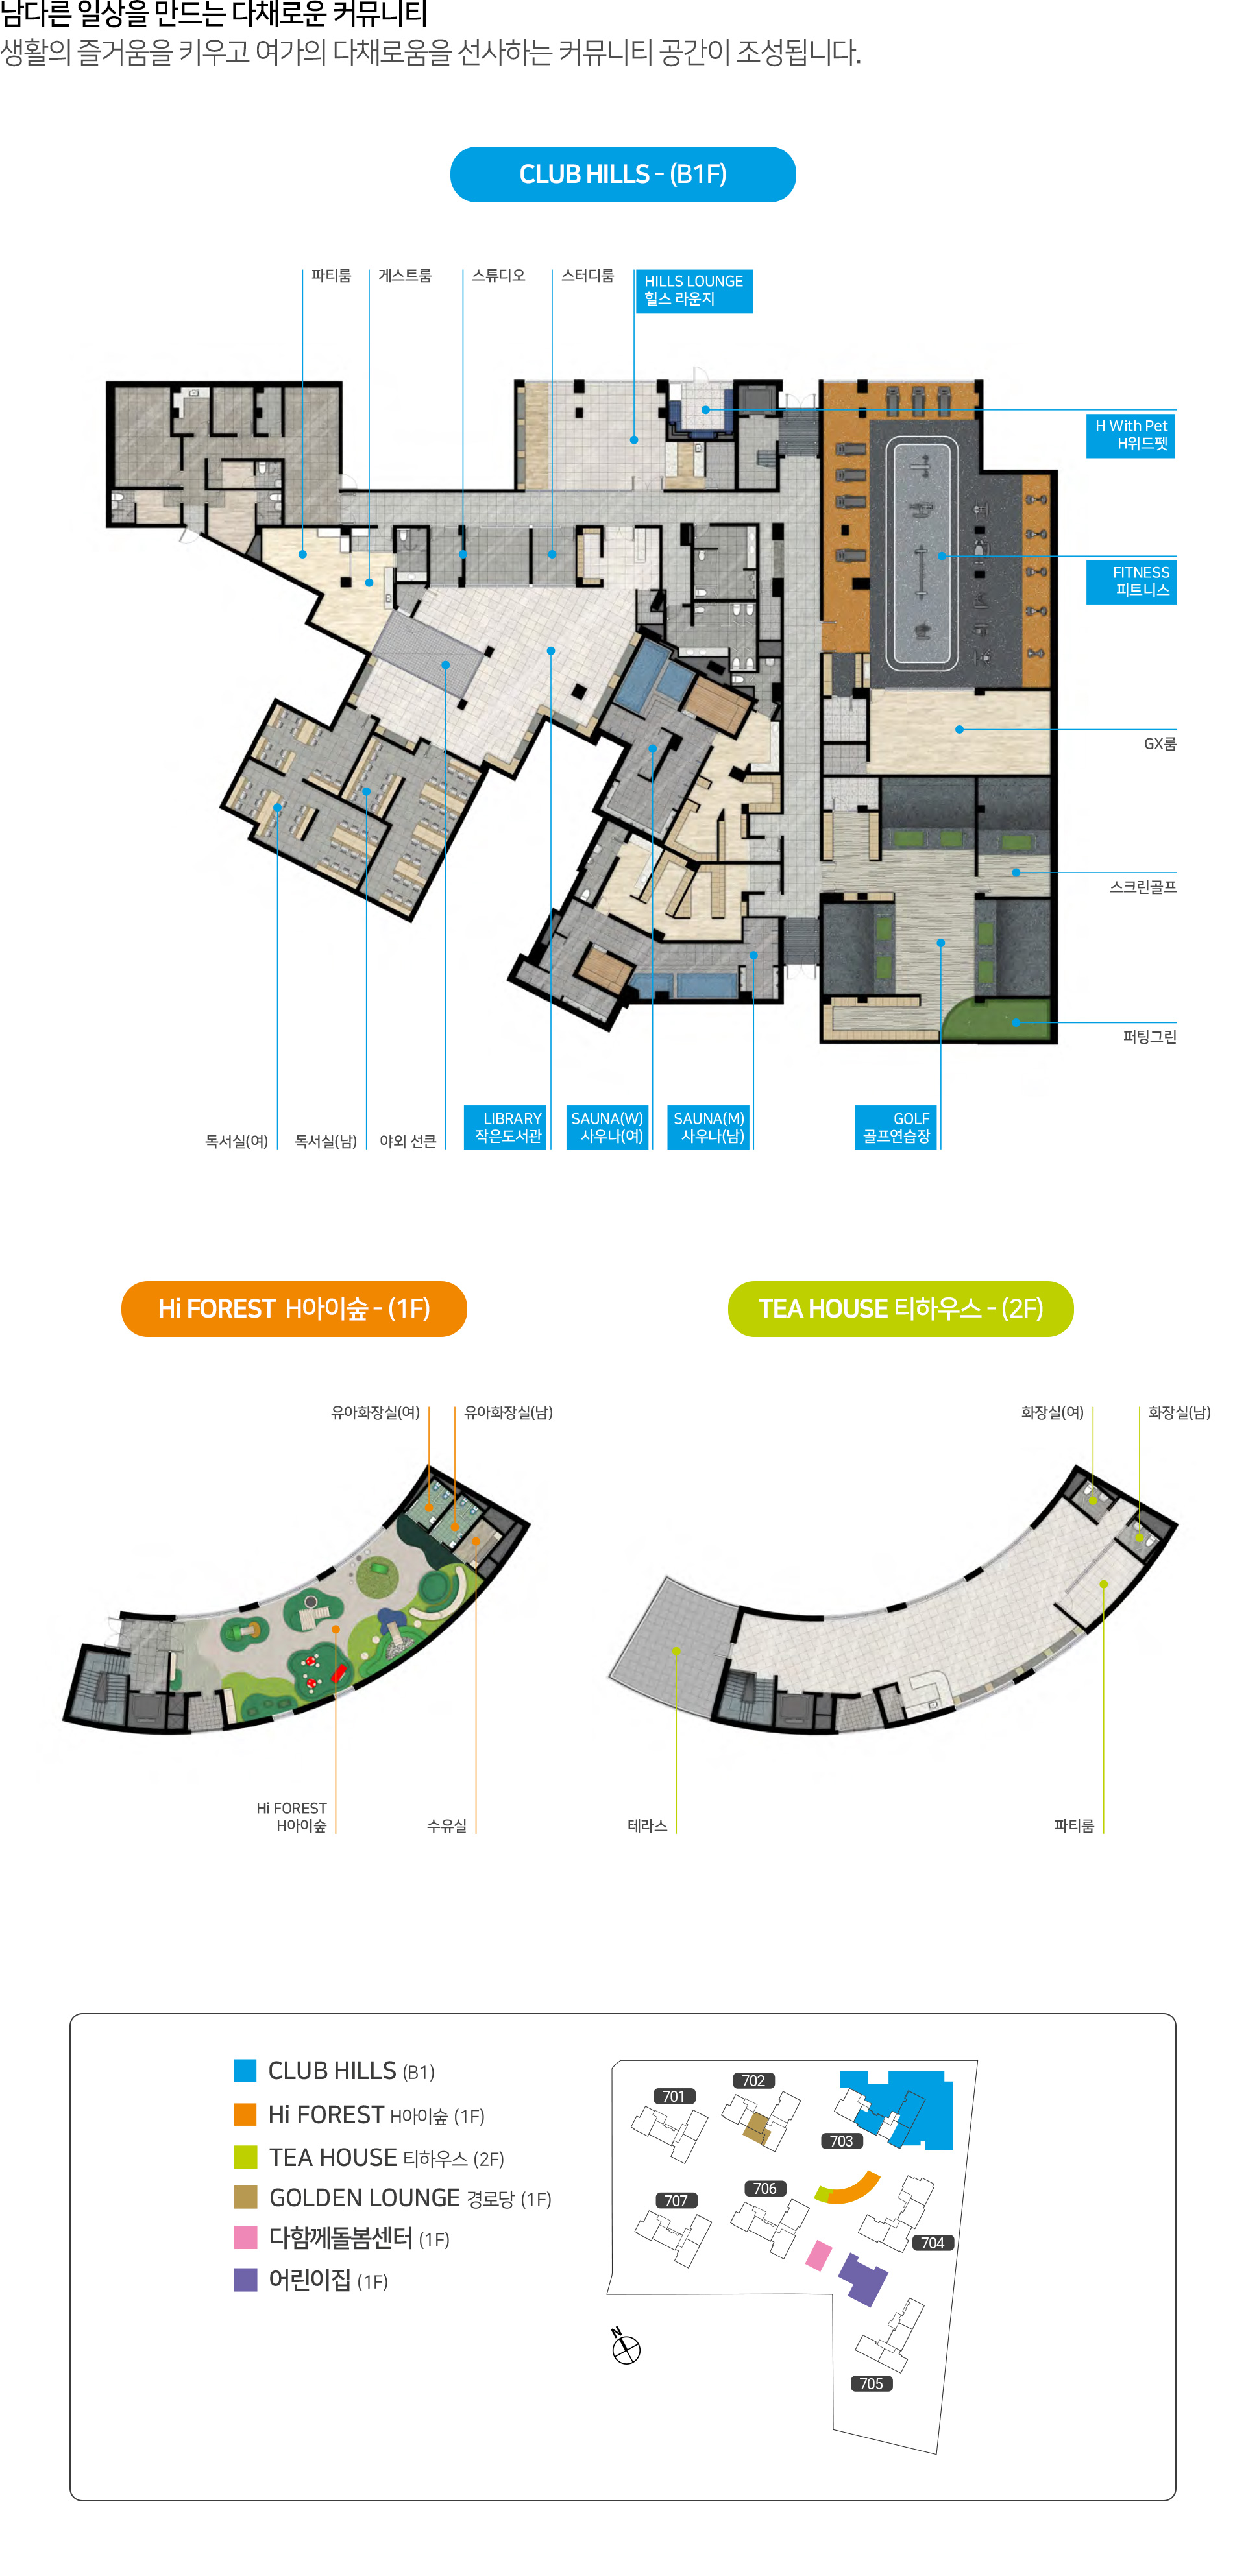 남다른 일상을 만드는 다채로운 커뮤니티
생활의 즐거움을 키우고 여가의 다채로움을 선사하는 커뮤니티 공간이 조성됩니다.
CLUB HILLS - (B1F)
파티룸
게스트룸
스튜디오
스터디룸
HILLS LOUNGE
힐스 라운지
H With Pet
H위드펫
FITNESS
피트니스
GX룸
스크린골프
퍼팅그린
독서실(여)
독서실(남)
야외 선큰
LIBRARY
작은도서관
SAUNA(W)
사우나(여)
SAUNA(M)
사우나(남)
GOLF
골프연습장
Hi FOREST H아이숲 - (1F)
유아화장실(여)
유아화장실(남)
Hi FOREST
H아이숲
수유실
TEA HOUSE 티하우스 - (2F)
화장실(여)
화장실(남)
테라스
파티룸
CLUB HILLS (B1)
Hi FOREST H아이숲 (1F)
TEA HOUSE 티하우스 (2F)
GOLDEN LOUNGE 경로당 (1F)
다함께돌봄센터 (1F)
어린이집 (1F)
701
702
703
707
706
704
705
N